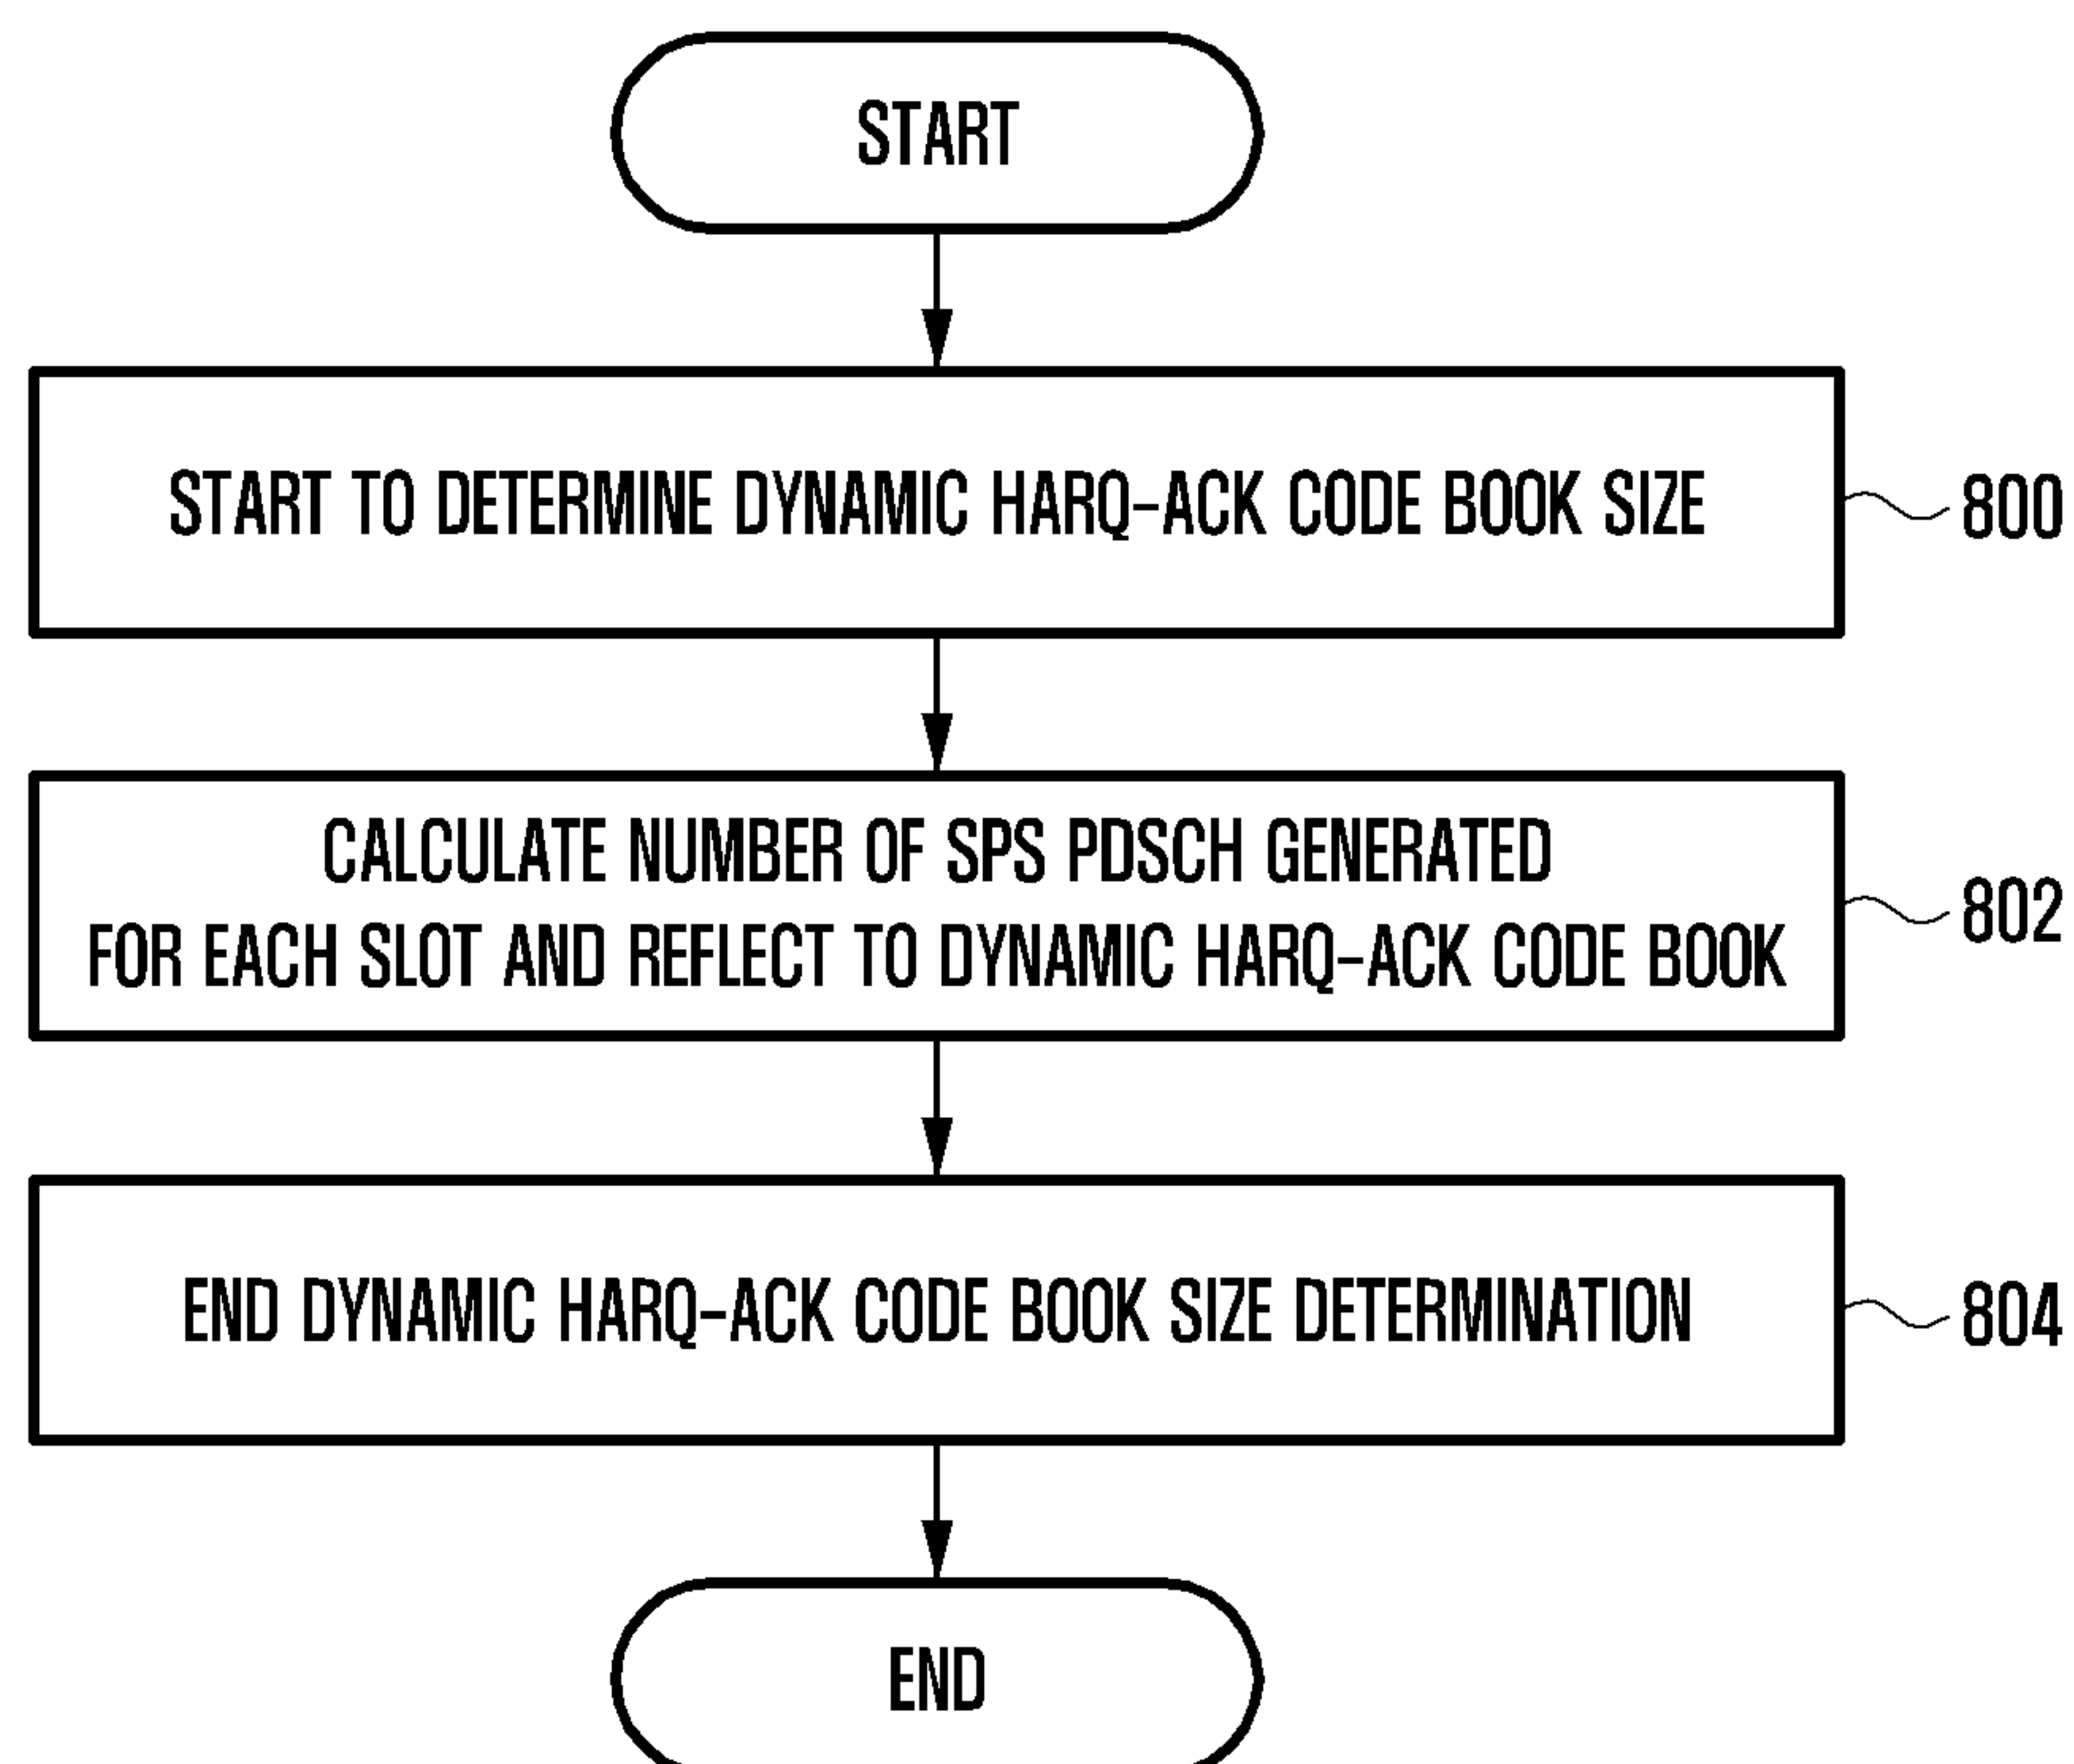 START
START TO DETERMINE DYNAMIC HARQ-ACK CODE BOOK SIZE
800
CALCULATE NUMBER OF SPS PDSCH GENERATED
FOR EACH SLOT AND REFLECT TO DYNAMIC HARQ-ACK CODE BOOK
802
END DYNAMIC HARQ-ACK CODE BOOK SIZE DETERMINATION
804
END